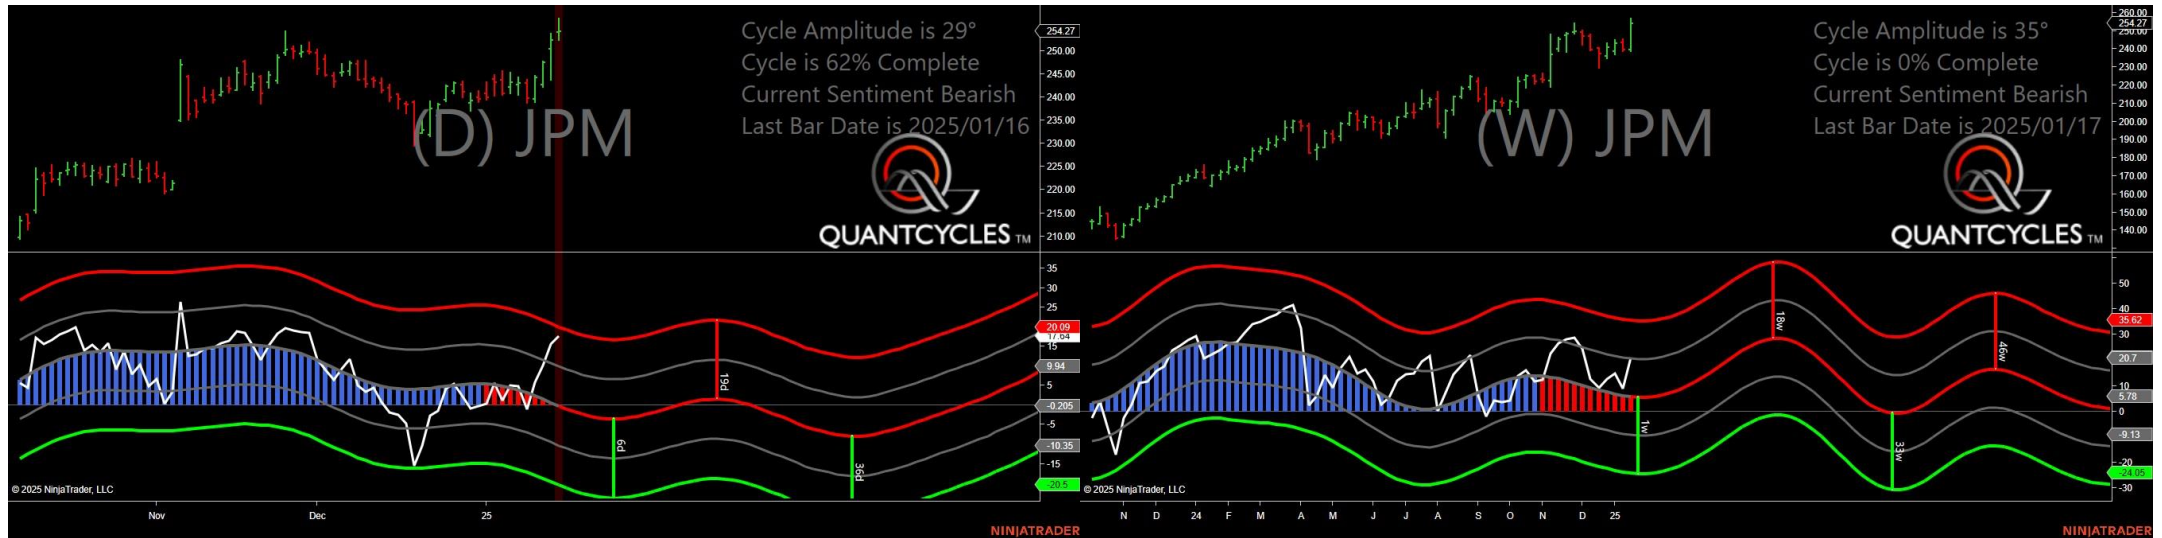 Cycle Amplitude is 29°
Cycle is 62% Complete
Current Sentiment Bearish
Last Bar Date is 2025/01/16
(D) JPM
QUANTCYCLES TM
254.27
250.00
245.00
240.00
235.00
230.00
225.00
220.00
215.00
210.00
35
30
25
20.09
17.64
15
9.94
5
-0.205
-5
-10.35
-15
-20.5
6d
19d
36d
© 2025 NinjaTrader, LLC
Nov
Dec
25
NINJATRADER
Cycle Amplitude is 35°
Cycle is 0% Complete
Current Sentiment Bearish
Last Bar Date is 2025/01/17
(W) JPM
QUANTCYCLES TM
260.00
254.27
250.00
240.00
230.00
220.00
210.00
200.00
190.00
180.00
170.00
160.00
150.00
140.00
50
40
35.62
30
20.7
10
5.78
0
-9.13
-20
-24.05
-30
1w
18w
33w
46w
© 2025 NinjaTrader, LLC
N D 24 F M A M J J A S O N D 25
NINJATRADER